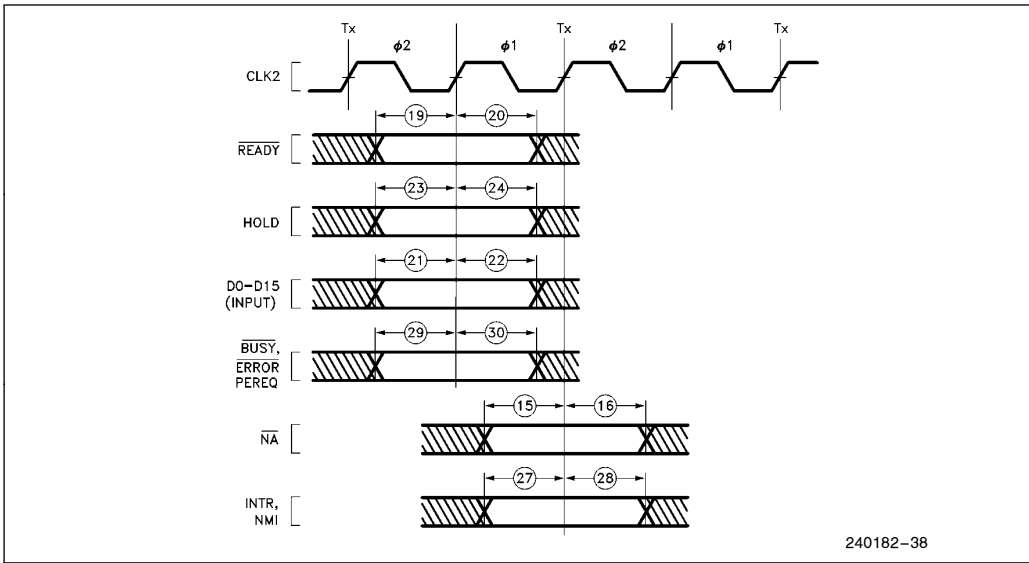 Tx Tx Tx
ϕ2 ϕ1 ϕ2 ϕ1
CLK2
19 20
READY
23 24
HOLD
21 22
D0–D15
(INPUT)
29 30
BUSY,
ERROR
PEREQ
15 16
NA
27 28
INTR,
NMI
240182–38